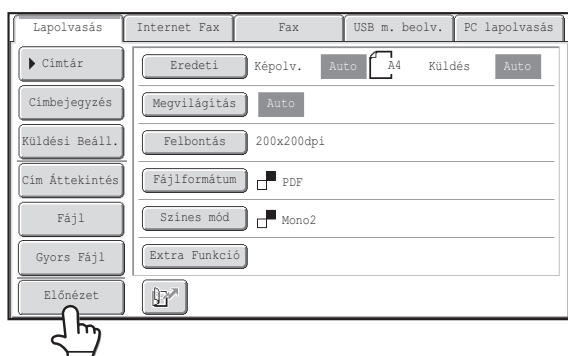 Lapolvasás Internet Fax Fax USB m. beolv. PC lapolvasás
Címtár Eredeti Képolv. Auto A4 Küldés Auto
Címbejegyzés Megvilágítás Auto
Küldési Beáll. Felbontás 200x200dpi
Cím Áttekintés Fájlformátum PDF
Fájl Színes mód Mono2
Gyors Fájl Extra Funkció
Előnézet